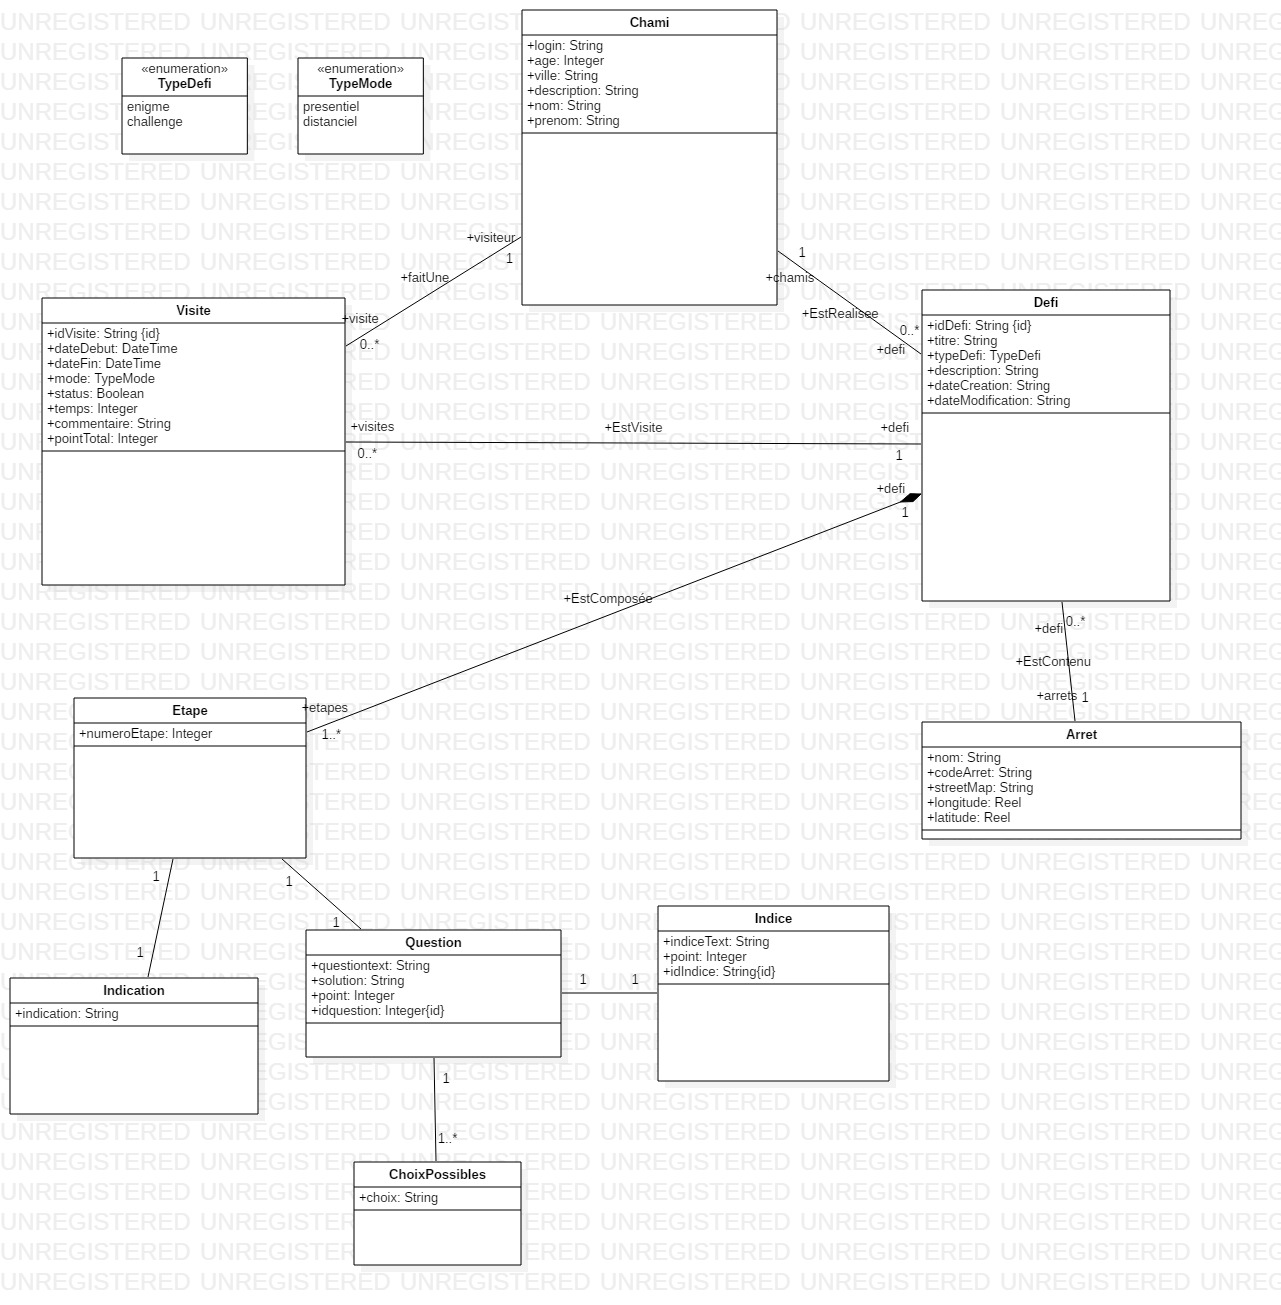 Chami
+login: String
+age: Integer
+ville: String
+description: String
+nom: String
+prenom: String
«enumeration»
TypeDefi
enigme
challenge
«enumeration»
TypeMode
presentiel
distanciel
+visiteur
1
+faitUne
+visite
0..*
1
+chamis
+EstRealisee
0..*
+defi
Visite
+idVisite: String {id}
+dateDebut: DateTime
+dateFin: DateTime
+mode: TypeMode
+status: Boolean
+temps: Integer
+commentaire: String
+pointTotal: Integer
Defi
+idDefi: String {id}
+titre: String
+typeDefi: TypeDefi
+description: String
+dateCreation: String
+dateModification: String
+visites
0..*
+EstVisite
+defi
1
+defi
1
+EstComposée
+etapes
1..*
0..*
+defi
+EstContenu
+arrets
1
Etape
+numeroEtape: Integer
Arret
+nom: String
+codeArret: String
+streetMap: String
+longitude: Reel
+latitude: Reel
1
1
1
1
Indication
+indication: String
Question
+questiontext: String
+solution: String
+point: Integer
+idquestion: Integer{id}
1
1
Indice
+indiceText: String
+point: Integer
+idIndice: String{id}
1
1..*
ChoixPossibles
+choix: String
UNREGISTERED